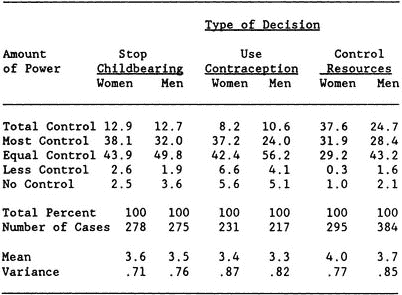 Type of Decision
Amount Stop Use Control
of Power Childbearing Contraception Resources
Women Men Women Men Women Men
Total Control 12.9 12.7 8.2 10.6 37.6 24.7
Most Control 38.1 32.0 37.2 24.0 31.9 28.4
Equal Control 43.9 49.8 42.4 56.2 29.2 43.2
Less Control 2.6 1.9 6.6 4.1 0.3 1.6
No Control 2.5 3.6 5.6 5.1 1.0 2.1
Total Percent 100 100 100 100 100 100
Number of Cases 278 275 231 217 295 384
Mean 3.6 3.5 3.4 3.3 4.0 3.7
Variance .71 .76 .87 .82 .77 .85